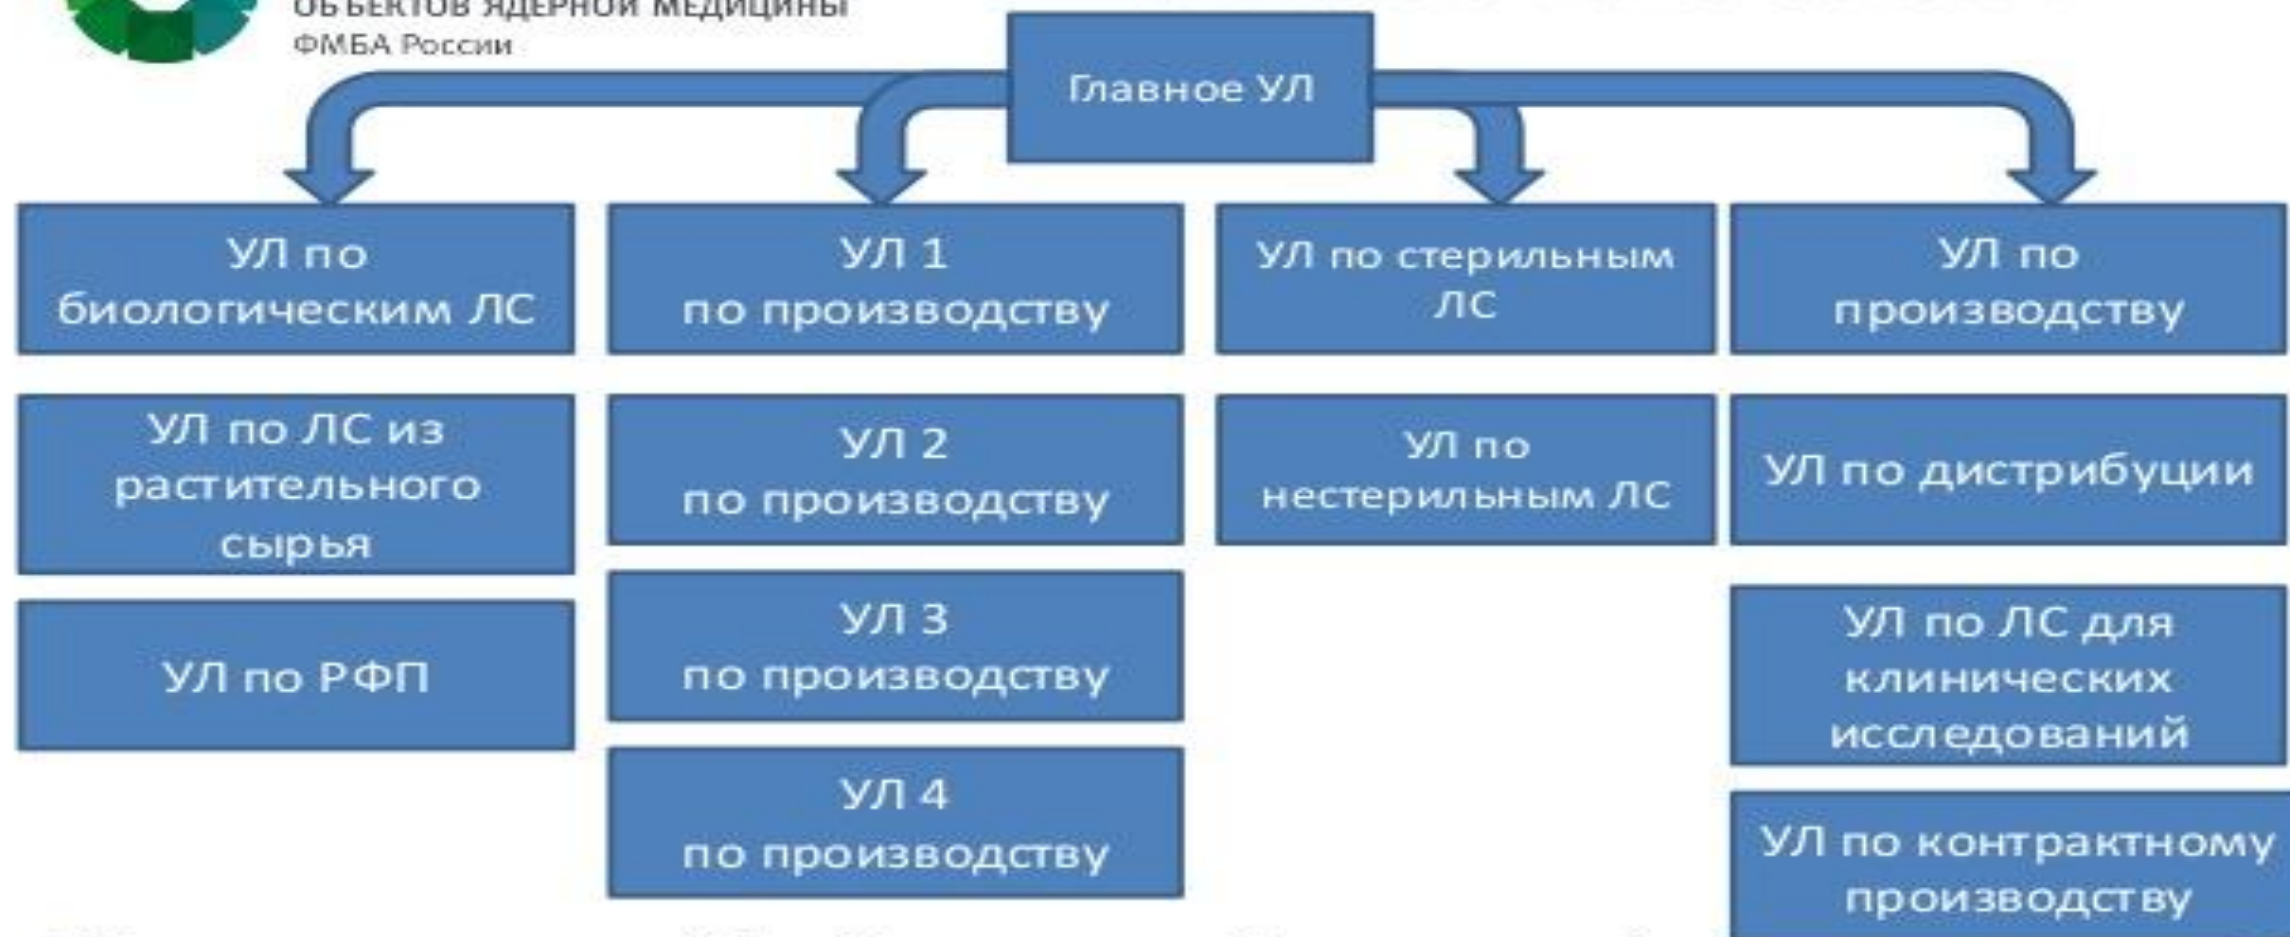 ОБЪЕКТОВ ЯДЕРНОЙ МЕДИЦИНЫ
ФМБА России
Главное УЛ
УЛ по
биологическим ЛС
УЛ по ЛС из
растительного
сырья
УЛ по РФП
УЛ 1
по производству
УЛ 2
по производству
УЛ 3
по производству
УЛ 4
по производству
УЛ по стерильным
ЛС
УЛ по
нестерильным ЛС
УЛ по
производству
УЛ по дистрибуции
УЛ по ЛС для
клинических
исследований
УЛ по контрактному
производству